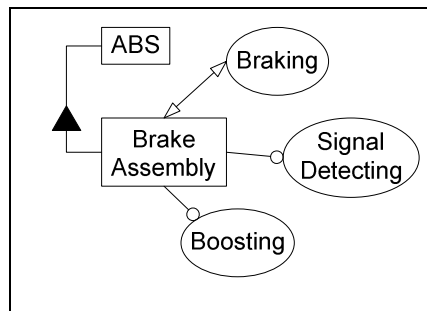 ABS
Braking
Brake
Assembly
Signal
Detecting
Boosting